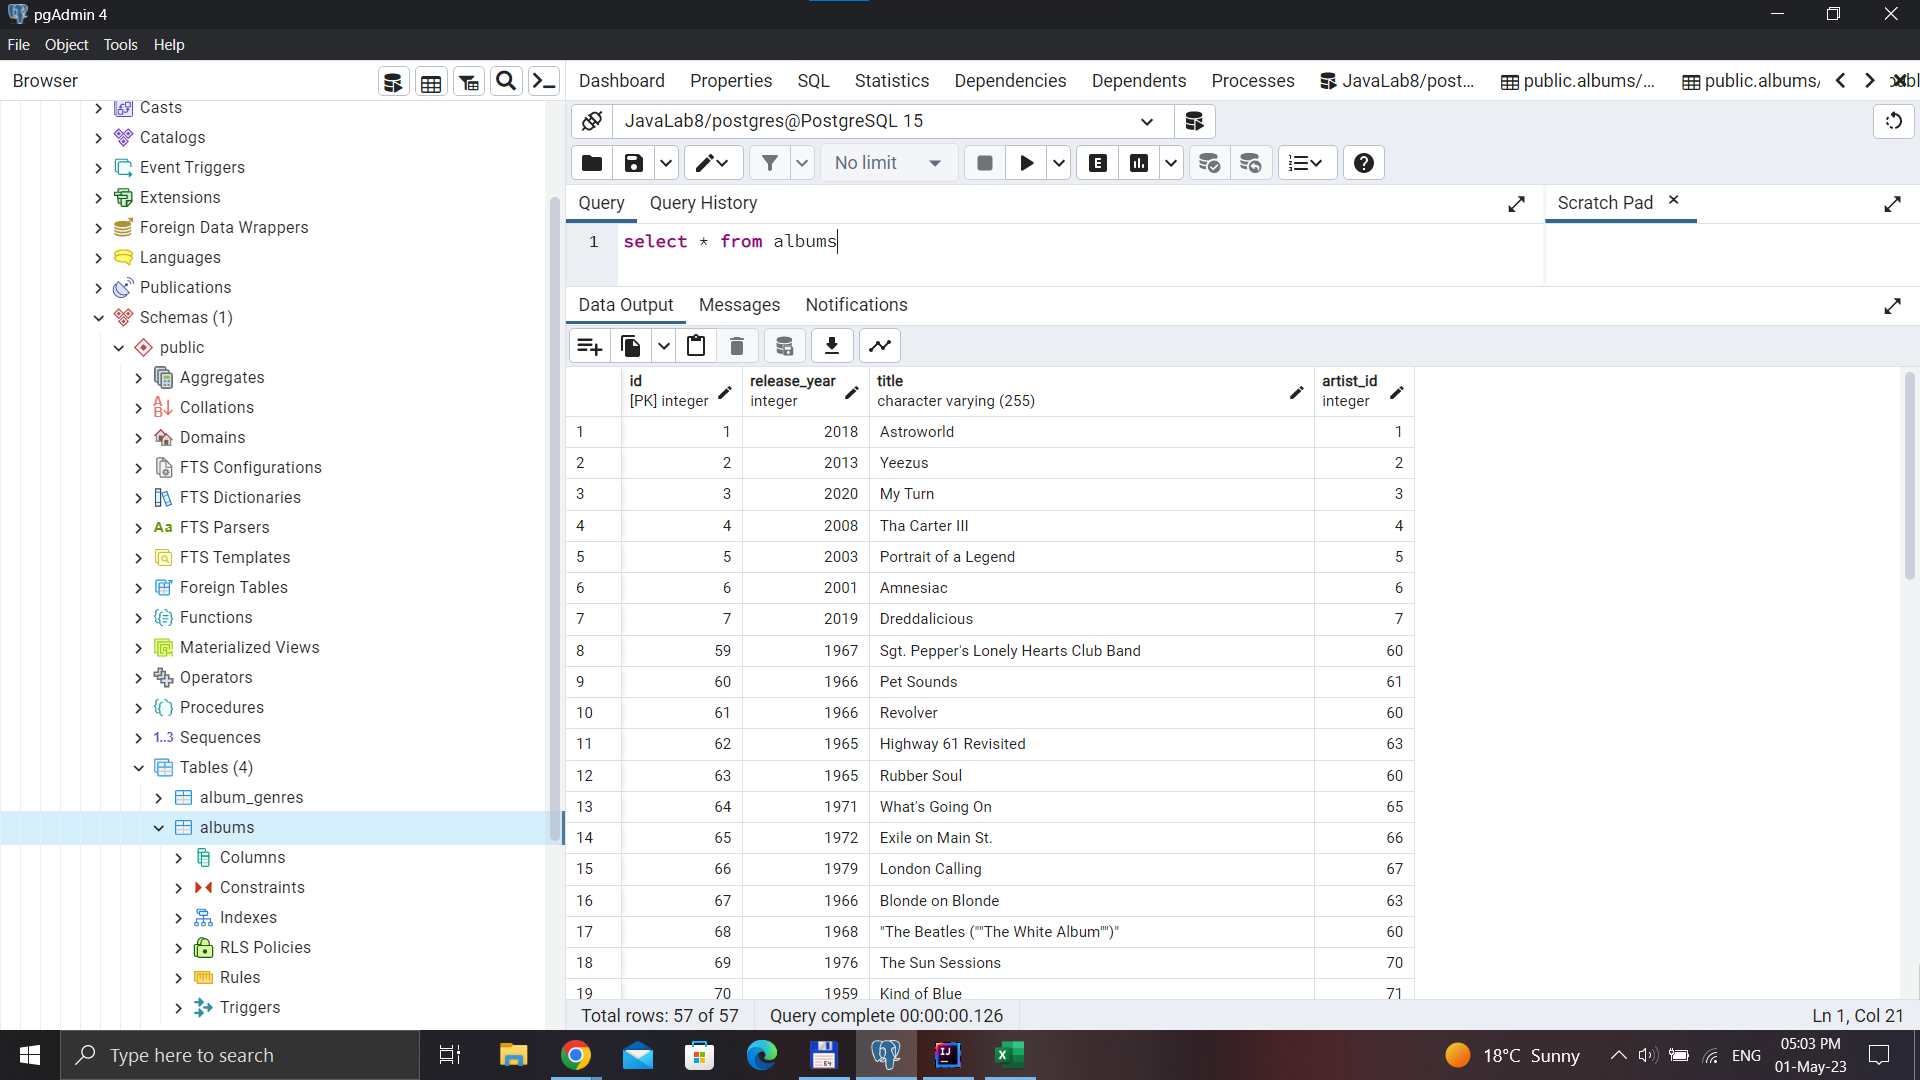 pgAdmin 4
File Object Tools Help
Browser
Dashboard Properties SQL Statistics Dependencies Dependents Processes JavaLab8/post... public.albums/... public.albums/
JavaLab8/postgres@PostgreSQL 15
No limit
E
Query Query History
Scratch Pad
1 select * from albums
Data Output Messages Notifications
Casts
Catalogs
Event Triggers
Extensions
Foreign Data Wrappers
Languages
Publications
Schemas (1)
public
Aggregates
Collations
Domains
FTS Configurations
FTS Dictionaries
Aa FTS Parsers
FTS Templates
Foreign Tables
Functions
Materialized Views
Operators
Procedures
1..3 Sequences
Tables (4)
album_genres
albums
Columns
Constraints
Indexes
RLS Policies
Rules
Triggers
id release_year title artist_id
[PK] integer integer character varying (255) integer
1 1 2018 Astroworld 1
2 2 2013 Yeezus 2
3 3 2020 My Turn 3
4 4 2008 Tha Carter III 4
5 5 2003 Portrait of a Legend 5
6 6 2001 Amnesiac 6
7 7 2019 Dreddalicious 7
8 59 1967 Sgt. Pepper's Lonely Hearts Club Band 60
9 60 1966 Pet Sounds 61
10 61 1966 Revolver 60
11 62 1965 Highway 61 Revisited 63
12 63 1965 Rubber Soul 60
13 64 1971 What's Going On 65
14 65 1972 Exile on Main St. 66
15 66 1979 London Calling 67
16 67 1966 Blonde on Blonde 63
17 68 1968 "The Beatles (""The White Album"")" 60
18 69 1976 The Sun Sessions 70
19 70 1959 Kind of Blue 71
Total rows: 57 of 57 Query complete 00:00:00.126 Ln 1, Col 21
Type here to search
18°C Sunny
ENG
05:03 PM
01-May-23